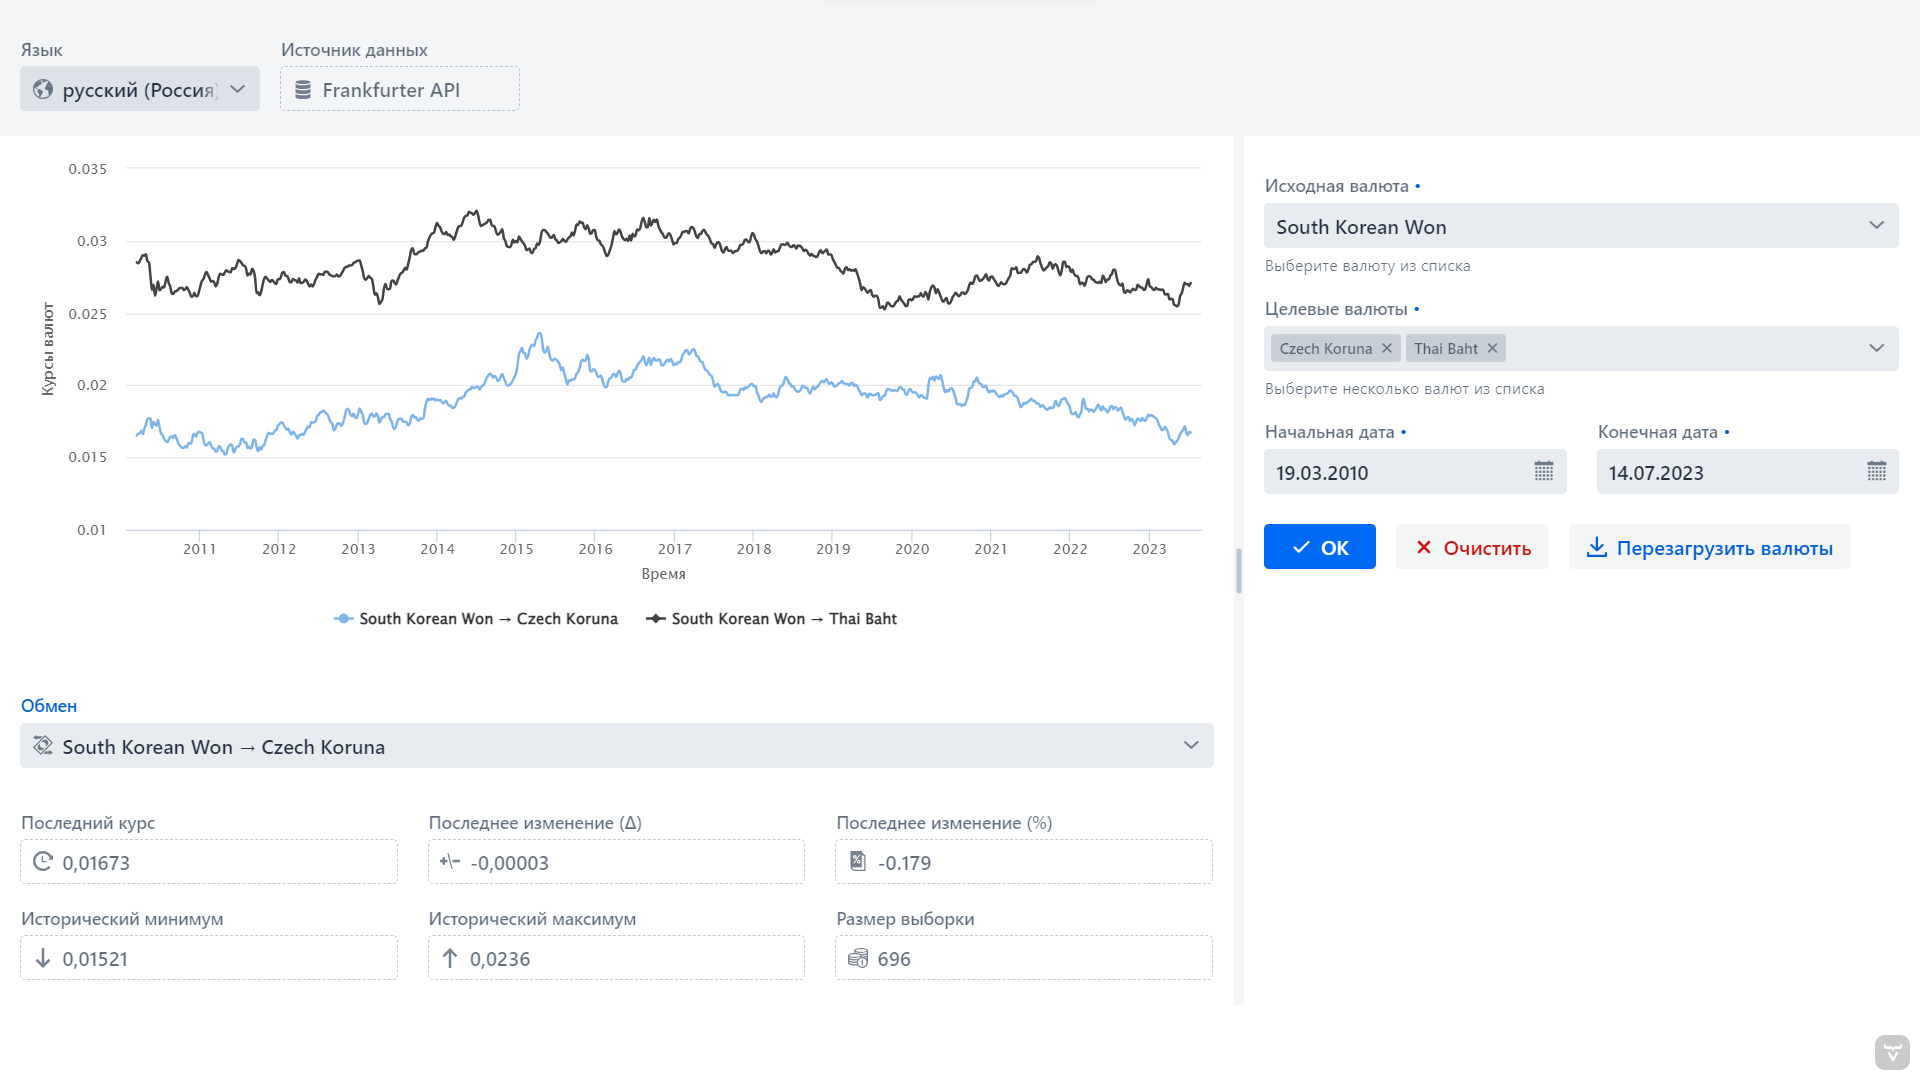 Язык
Источник данных
русский (Россия)
Frankfurter API
0.035
0.03
0.025
0.02
0.015
0.01
Курсы валют
2011 2012 2013 2014 2015 2016 2017 2018 2019 2020 2021 2022 2023
Время
South Korean Won → Czech Koruna South Korean Won → Thai Baht
Обмен
South Korean Won → Czech Koruna
Последний курс
0,01673
Последнее изменение (Δ)
-0,00003
Последнее изменение (%)
-0.179
Исторический минимум
0,01521
Исторический максимум
0,0236
Размер выборки
696
Исходная валюта •
South Korean Won
Выберите валюту из списка
Целевые валюты •
Czech Koruna Thai Baht
Выберите несколько валют из списка
Начальная дата •
19.03.2010
Конечная дата •
14.07.2023
OK
Очистить
Перезагрузить валюты